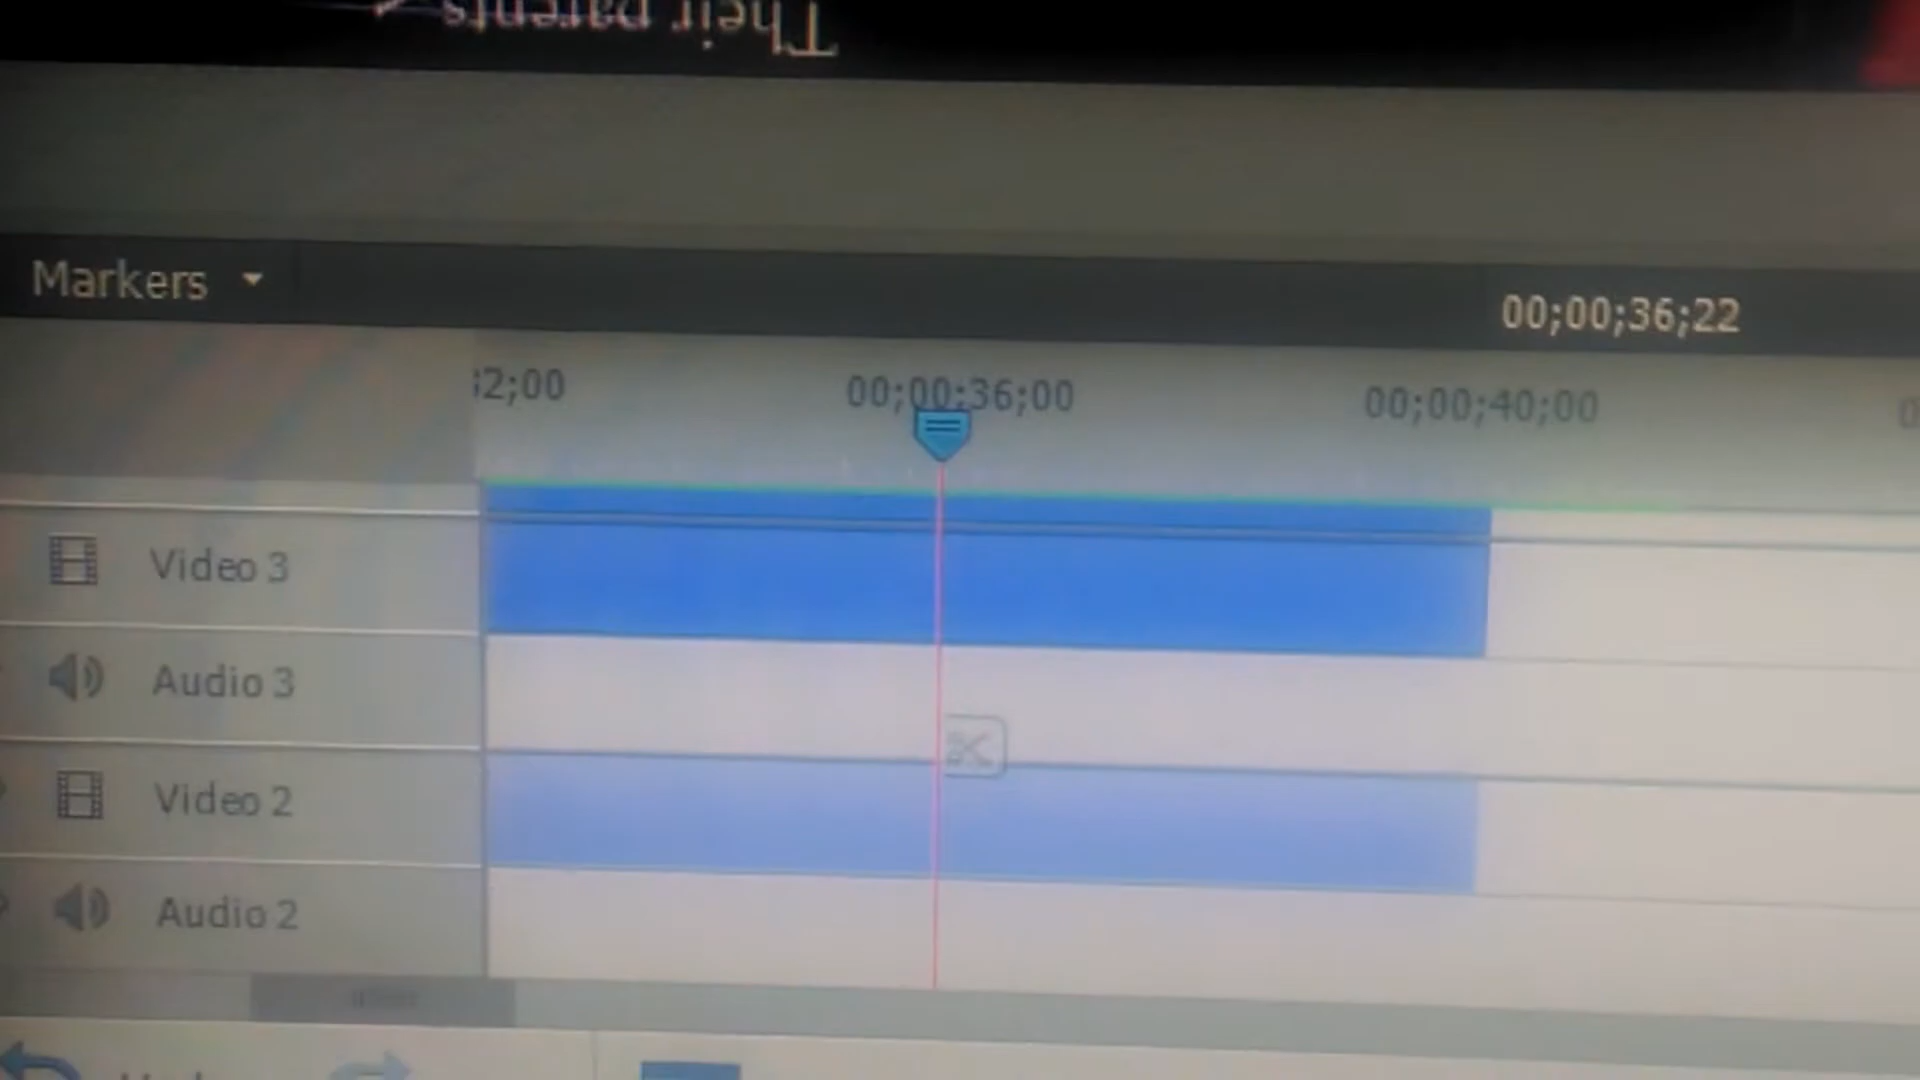 Their parents
Markers
00;00;36;22
2;00
00;00;36;00
00;00;40;00
Video 3
Audio 3
Video 2
Audio 2